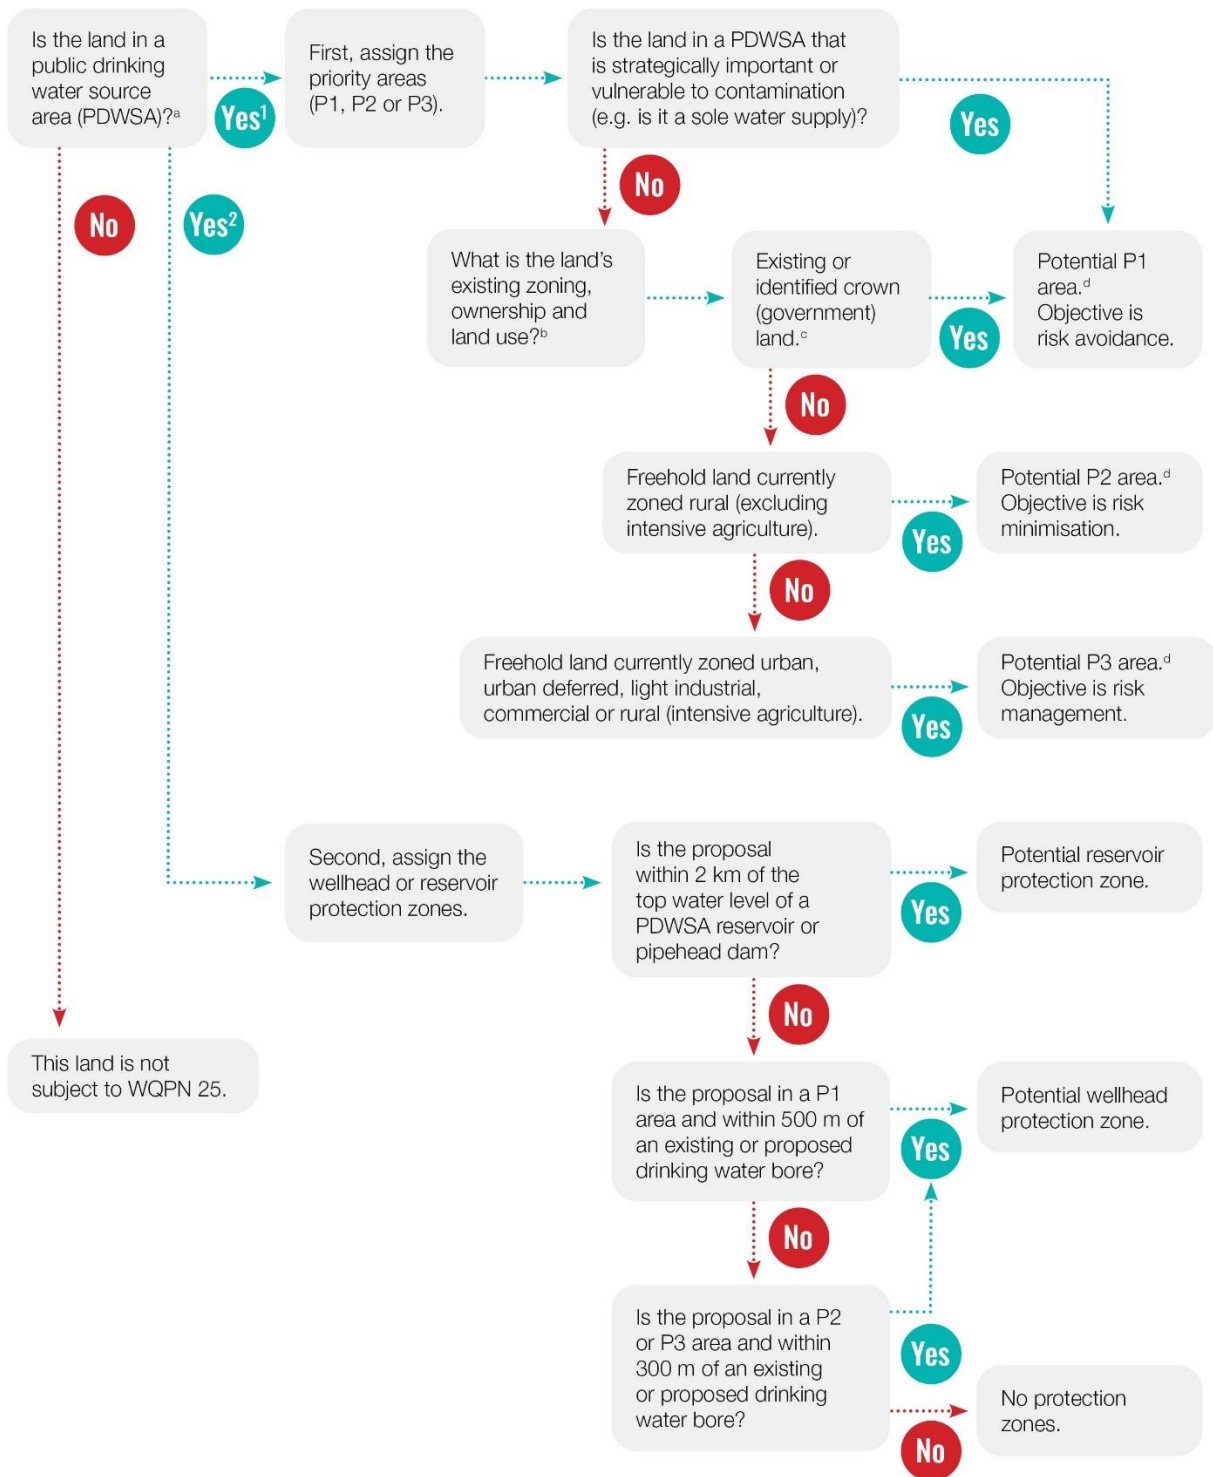 Is the land in a
public drinking
water source
area (PDWSA)?ᵃ
Yes¹
First, assign the
priority areas
(P1, P2 or P3).
Is the land in a PDWSA that
is strategically important or
vulnerable to contamination
(e.g. is it a sole water supply)?
Yes
No
No
Yes²
What is the land's
existing zoning,
ownership and
land use?ᵇ
Existing or
identified crown
(government)
land.ᶜ
Yes
Potential P1
area.ᵈ
Objective is
risk avoidance.
No
Freehold land currently
zoned rural (excluding
intensive agriculture).
Yes
Potential P2 area.ᵈ
Objective is risk
minimisation.
No
Freehold land currently zoned urban,
urban deferred, light industrial,
commercial or rural (intensive agriculture).
Yes
Potential P3 area.ᵈ
Objective is risk
management.
Second, assign the
wellhead or reservoir
protection zones.
Is the proposal
within 2 km of the
top water level of a
PDWSA reservoir or
pipehead dam?
Yes
Potential reservoir
protection zone.
No
This land is not
subject to WQPN 25.
Is the proposal in a P1
area and within 500 m of
an existing or proposed
drinking water bore?
Yes
Potential wellhead
protection zone.
No
Is the proposal in a P2
or P3 area and within
300 m of an existing
or proposed drinking
water bore?
Yes
No
No protection
zones.